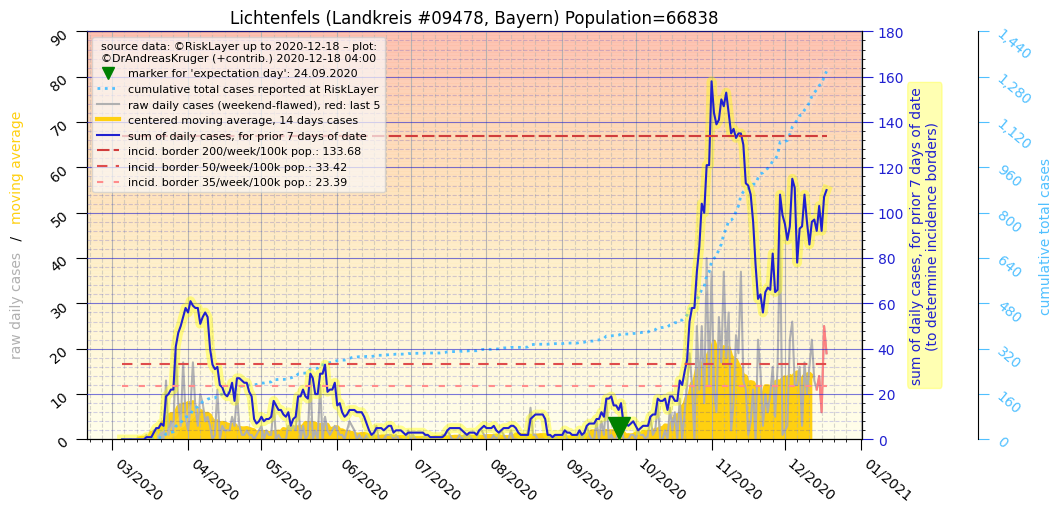 Lichtenfels (Landkreis #09478, Bayern) Population=66838
source data: ©RiskLayer up to 2020-12-18 – plot:
©DrAndreasKruger (+contrib.) 2020-12-18 04:00
marker for 'expectation day': 24.09.2020
cumulative total cases reported at RiskLayer
raw daily cases (weekend-flawed), red: last 5
centered moving average, 14 days cases
sum of daily cases, for prior 7 days of date
incid. border 200/week/100k pop.: 133.68
incid. border 50/week/100k pop.: 33.42
incid. border 35/week/100k pop.: 23.39
raw daily cases / moving average
90
80
70
60
50
40
30
20
10
0
03/2020
04/2020
05/2020
06/2020
07/2020
08/2020
09/2020
10/2020
11/2020
12/2020
01/2021
180
160
140
120
100
80
60
40
20
0
sum of daily cases, for prior 7 days of date
(to determine incidence borders)
1,440
1,280
1,120
960
800
640
480
320
160
0
cumulative total cases